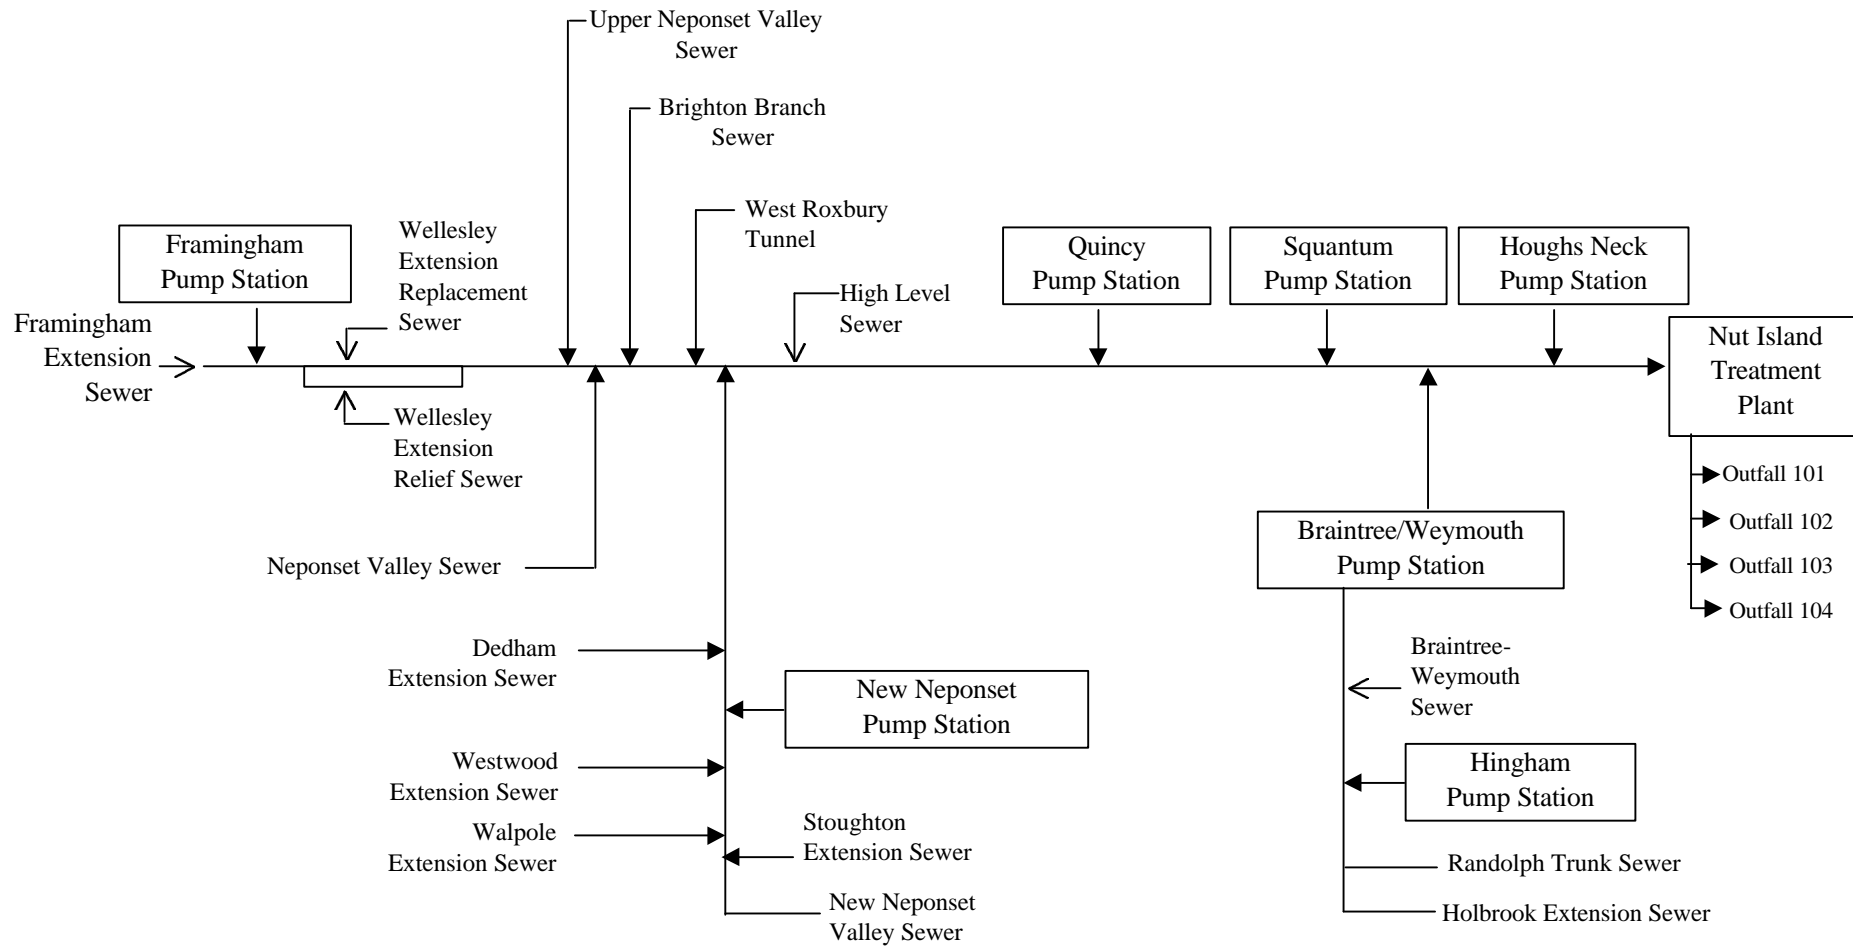 Upper Neponset Valley
Sewer
Brighton Branch
Sewer
West Roxbury
Tunnel
High Level
Sewer
Wellesley
Extension
Replacement
Sewer
Framingham
Pump Station
Quincy
Pump Station
Squantum
Pump Station
Houghs Neck
Pump Station
Framingham
Extension
Sewer
Nut Island
Treatment
Plant
Wellesley
Extension
Relief Sewer
Outfall 101
Outfall 102
Outfall 103
Outfall 104
Neponset Valley Sewer
Braintree/Weymouth
Pump Station
Dedham
Extension Sewer
New Neponset
Pump Station
Braintree-
Weymouth
Sewer
Westwood
Extension Sewer
Hingham
Pump Station
Walpole
Extension Sewer
Stoughton
Extension Sewer
Randolph Trunk Sewer
New Neponset
Valley Sewer
Holbrook Extension Sewer